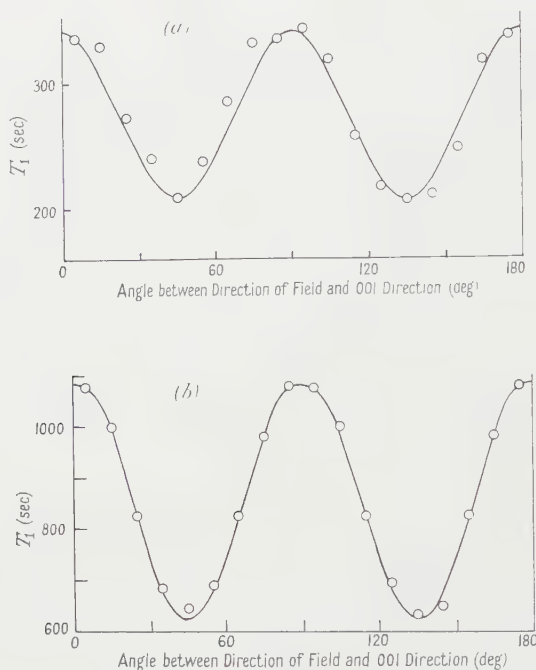 (a)
300
200
T1 (sec)
0 60 120 180
Angle between Direction of Field and 001 Direction (deg)
(b)
1000
800
600
T1 (sec)
0 60 120 180
Angle between Direction of Field and 001 Direction (deg)